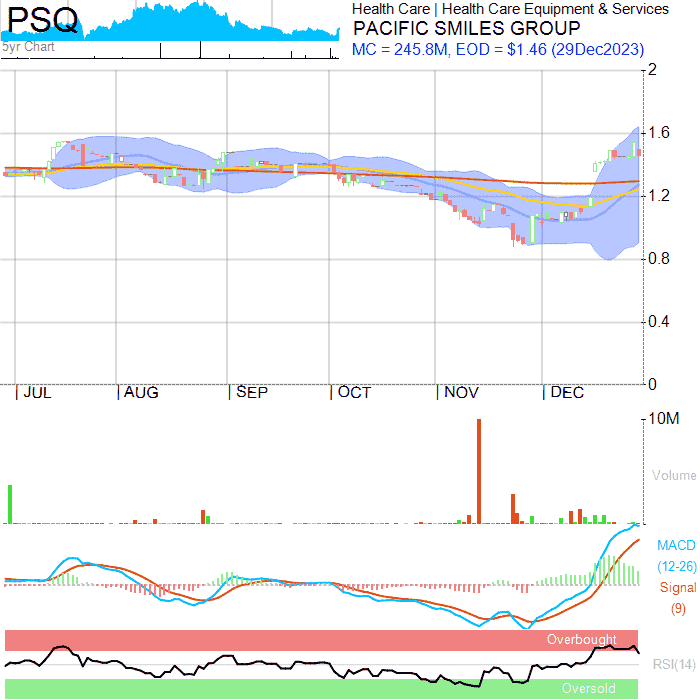 PSQ
5yr Chart
Health Care | Health Care Equipment & Services
PACIFIC SMILES GROUP
MC = 245.8M, EOD = $1.46 (29Dec2023)
2
1.6
1.2
0.8
0.4
0
JUL AUG SEP OCT NOV DEC
10M
Volume
MACD
(12-26)
Signal
(9)
Overbought
RSI(14)
Oversold